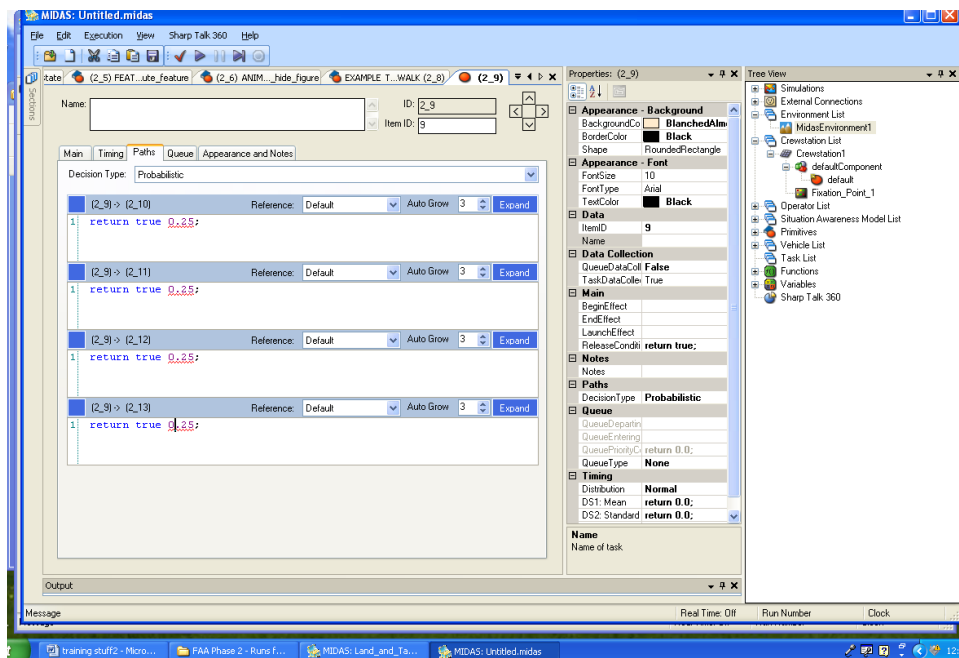 MIDAS: Untitled.midas
File Edit Execution View Sharp Talk 360 Help
state (2_5) FEAT...ute_feature (2_6) ANIM..._hide_figure EXAMPLE T...WALK (2_8) (2_9)
Sections
Name:
ID: 2_9
Item ID: 9
Main Timing Paths Queue Appearance and Notes
Decision Type: Probabilistic
(2_9) -> (2_10) Reference: Default Auto Grow 3 Expand
1 return true 0.25;
(2_9) -> (2_11) Reference: Default Auto Grow 3 Expand
1 return true 0.25;
(2_9) -> (2_12) Reference: Default Auto Grow 3 Expand
1 return true 0.25;
(2_9) -> (2_13) Reference: Default Auto Grow 3 Expand
1 return true 0.25;
Output
Properties: (2_9)
Appearance - Background
BackgroundCo BlanchedAlm
BorderColor Black
Shape RoundedRectangle
Appearance - Font
FontSize 10
FontType Arial
TextColor Black
Data
ItemID 9
Name
Data Collection
QueueDataColl False
TaskDataCollec True
Main
BeginEffect
EndEffect
LaunchEffect
ReleaseConditi return true;
Notes
Notes
Paths
DecisionType Probabilistic
Queue
QueueDepartin
QueueEntering
QueuePriorityC return 0.0;
QueueType None
Timing
Distribution Normal
DS1: Mean return 0.0;
DS2: Standard return 0.0;
Name
Name of task
Tree View
Simulations
External Connections
Environment List
MidasEnvironment1
Crewstation List
Crewstation1
defaultComponent
default
Fixation_Point_1
Operator List
Situation Awareness Model List
Primitives
Vehicle List
Task List
Functions
Variables
Sharp Talk 360
Message Real Time: Off Run Number Clock
training stuff2 - Micro... FAA Phase 2 - Runs f... MIDAS: Land_and_Ta... MIDAS: Untitled.midas 12: